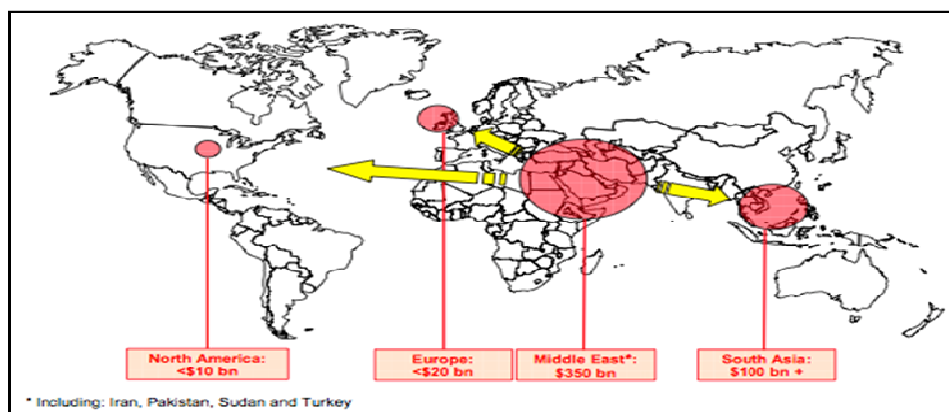 North America:
<$10 bn
Europe:
<$20 bn
Middle East*:
$350 bn
South Asia:
$100 bn +
* Including: Iran, Pakistan, Sudan and Turkey